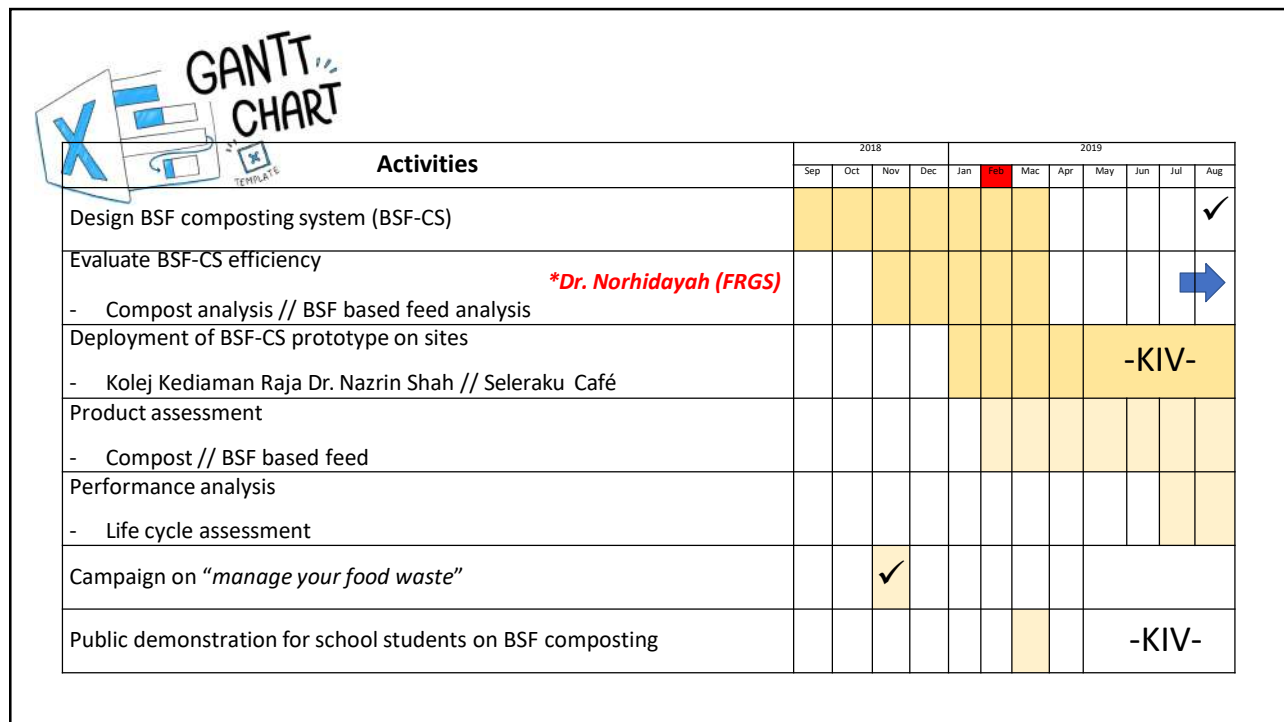 GANTT
CHART
X
TEMPLATE
Activities
2018 2019
Sep Oct Nov Dec Jan Feb Mac Apr May Jun Jul Aug
Design BSF composting system (BSF-CS) ✓
Evaluate BSF-CS efficiency
*Dr. Norhidayah (FRGS)
- Compost analysis // BSF based feed analysis
Deployment of BSF-CS prototype on sites
-KIV-
- Kolej Kediaman Raja Dr. Nazrin Shah // Seleraku Café
Product assessment
- Compost // BSF based feed
Performance analysis
- Life cycle assessment
Campaign on “manage your food waste” ✓
Public demonstration for school students on BSF composting -KIV-